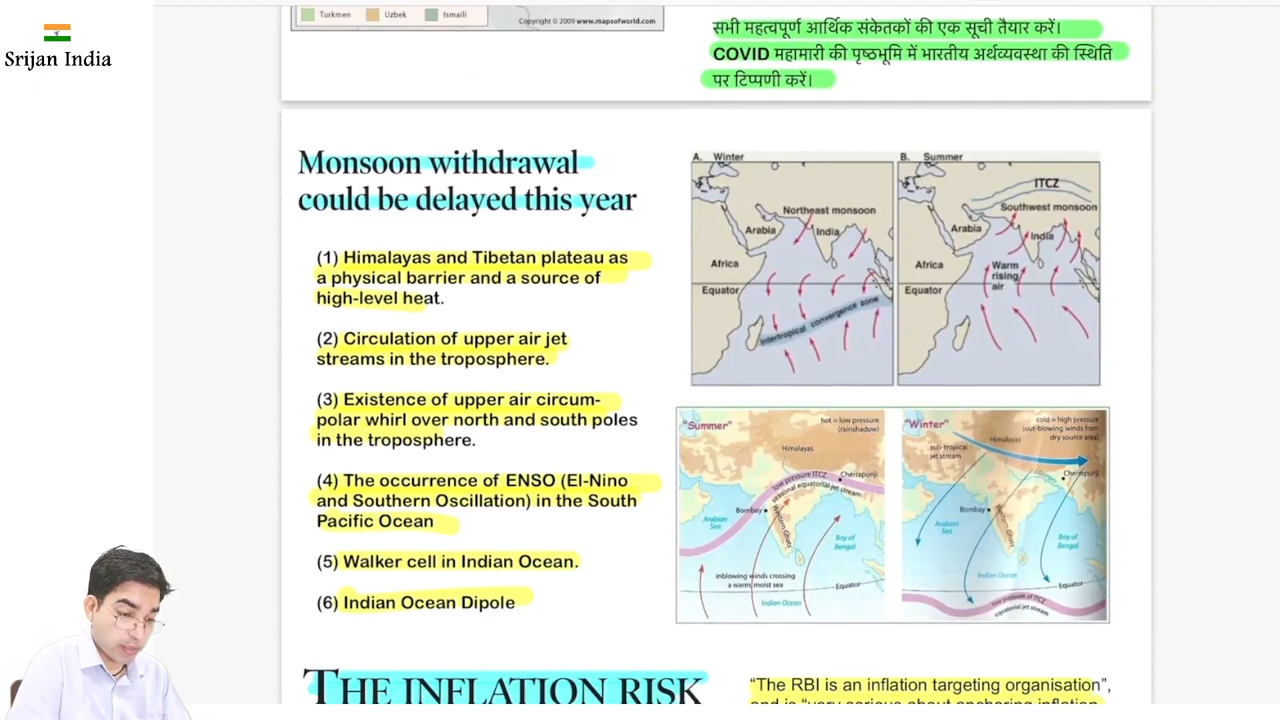 Srijan India
Turkmen
Uzbek
Ismaili
Copyright © 2009 www.mapsofworld.com
सभी महत्वपूर्ण आर्थिक संकेतकों की एक सूची तैयार करें।
COVID महामारी की पृष्ठभूमि में भारतीय अर्थव्यवस्था की स्थिति
पर टिप्पणी करें।
Monsoon withdrawal
could be delayed this year
(1) Himalayas and Tibetan plateau as
a physical barrier and a source of
high-level heat.
(2) Circulation of upper air jet
streams in the troposphere.
(3) Existence of upper air circum-
polar whirl over north and south poles
in the troposphere.
(4) The occurrence of ENSO (El-Nino
and Southern Oscillation) in the South
Pacific Ocean
(5) Walker cell in Indian Ocean.
(6) Indian Ocean Dipole
A. Winter
Northeast monsoon
Arabia
India
Africa
Equator
Intertropical convergence zone
B. Summer
ITCZ
Southwest monsoon
Arabia
India
Africa
Warm
rising
air
Equator
"Summer"
hot = low pressure
(rainshadow)
Himalayas
low pressure ITCZ
seasonal equatorial jet stream
Cherrapunji
Bombay
Arabian
Sea
Western Ghats
Bay of
Bengal
inblowing winds crossing
a warm, moist sea
Equator
Indian Ocean
"Winter"
cold = high pressure
(out-blowing winds from
dry source area)
sub-tropical
jet stream
Himalayas
Cherrapunji
Bombay
Arabian
Sea
Western Ghats
Bay of
Bengal
Indian Ocean
Equator
low pressure of ITCZ
equatorial jet stream
THE INFLATION RISK
"The RBI is an inflation targeting organisation",
and is "very serious about anchoring inflation